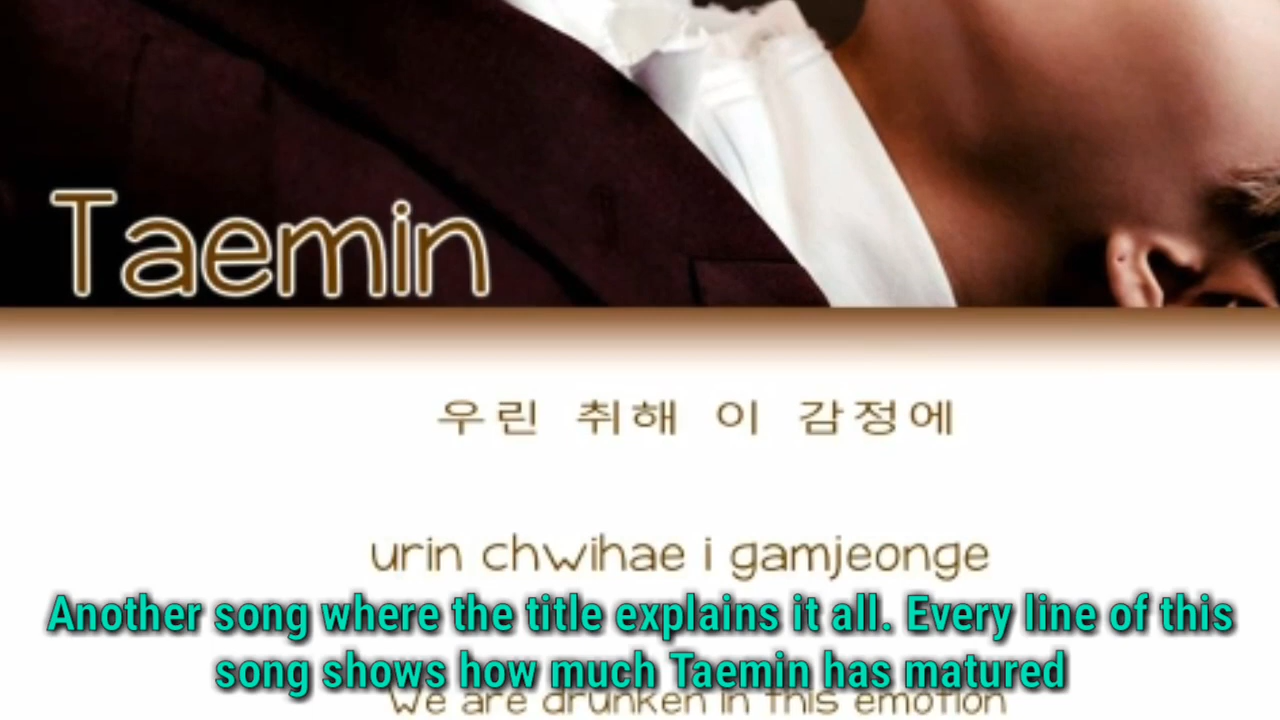 Taemin
우린 취해 이 감정에
urin chwihae i gamjeonge
Another song where the title explains it all. Every line of this
song shows how much Taemin has matured
We are drunken in this emotion